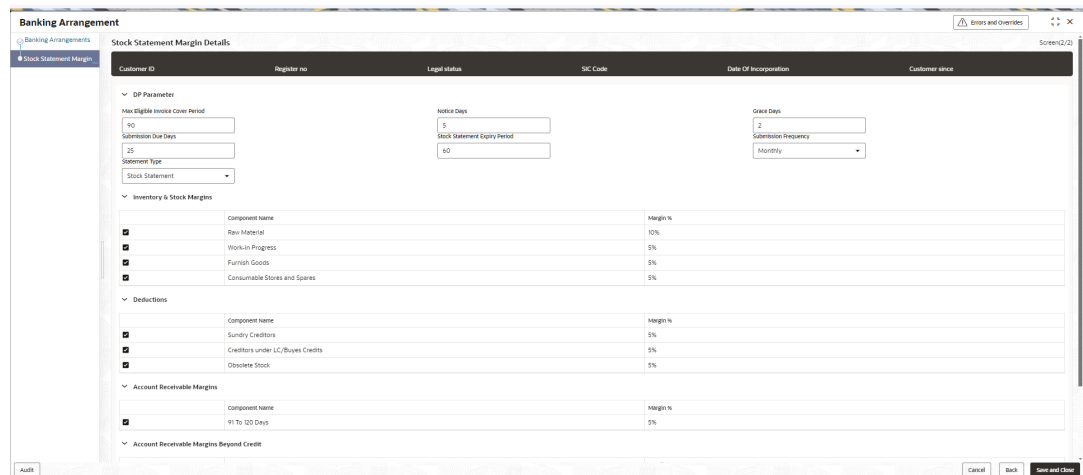 Banking Arrangement
Errors and Overrides
Banking Arrangements
Stock Statement Margin
Stock Statement Margin Details
Screen(2/2)
Customer ID Register no Legal status SIC Code Date Of Incorporation Customer since
DP Parameter
Max Eligible Invoice Cover Period Notice Days Grace Days
90 5 2
Submission Due Days Stock Statement Expiry Period Submission Frequency
25 60 Monthly
Statement Type
Stock Statement
Inventory & Stock Margins
Component Name Margin %
Raw Material 10%
Work-in Progress 5%
Furnish Goods 5%
Consumable Stores and Spares 5%
Deductions
Component Name Margin %
Sundry Creditors 5%
Creditors under LC/Buyes Credits 5%
Obsolete Stock 5%
Account Receivable Margins
Component Name Margin %
91 To 120 Days 5%
Account Receivable Margins Beyond Credit
Audit Cancel Back Save and Close